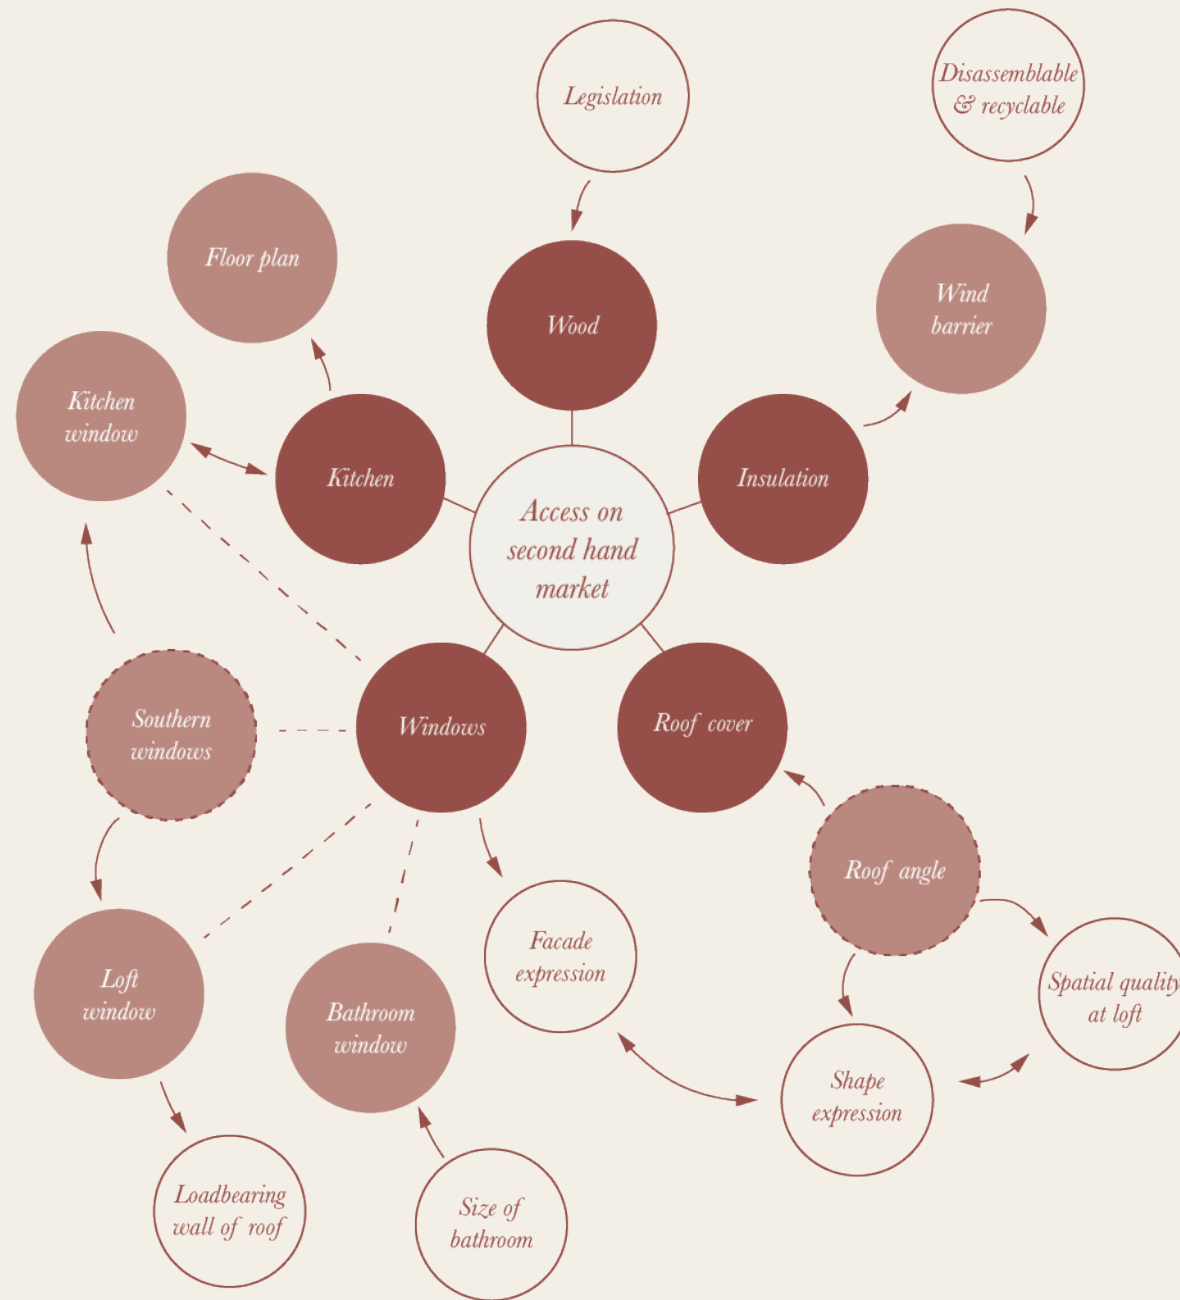 Legislation
Disassemblable
& recyclable
Floor plan
Wood
Wind
barrier
Kitchen
window
Kitchen
Insulation
Access on
second hand
market
Southern
windows
Windows
Roof cover
Roof angle
Facade
expression
Loft
window
Bathroom
window
Spatial quality
at loft
Shape
expression
Loadbearing
wall of roof
Size of
bathroom